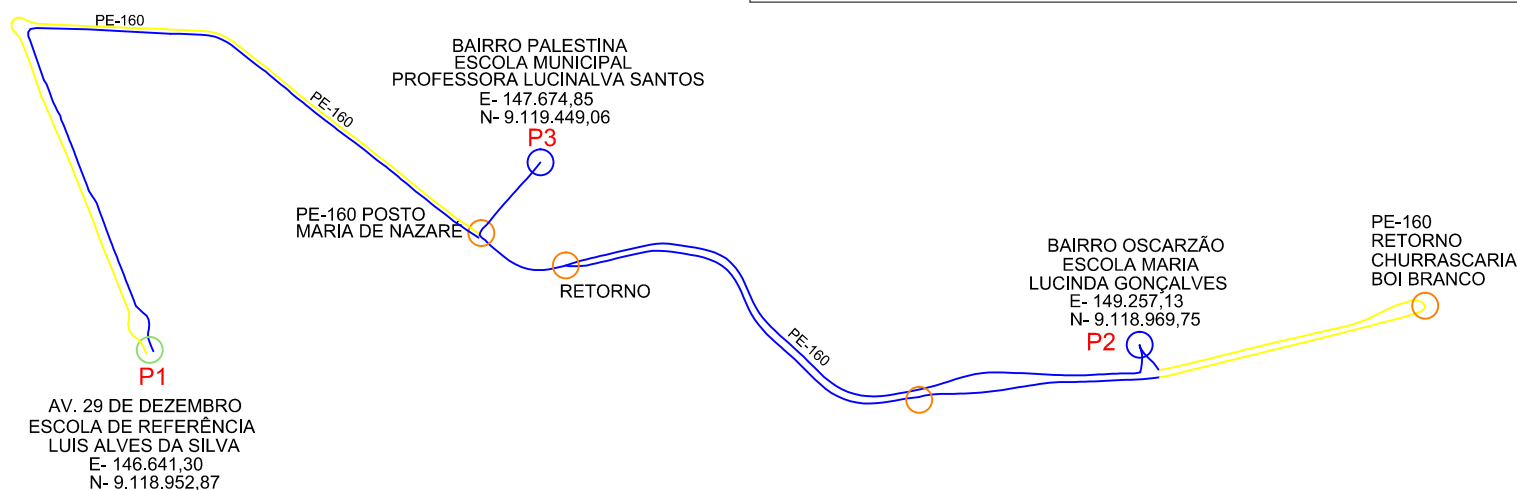 PE-160
PE-160
BAIRRO PALESTINA
ESCOLA MUNICIPAL
PROFESSORA LUCINALVA SANTOS
E- 147.674,85
N- 9.119.449,06
P3
PE-160 POSTO
MARIA DE NAZARÉ
RETORNO
PE-160
BAIRRO OSCARZÃO
ESCOLA MARIA
LUCINDA GONÇALVES
E- 149.257,13
N- 9.118.969,75
P2
PE-160
RETORNO
CHURRASCARIA
BOI BRANCO
P1
AV. 29 DE DEZEMBRO
ESCOLA DE REFERÊNCIA
LUIS ALVES DA SILVA
E- 146.641,30
N- 9.118.952,87